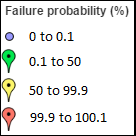 Failure probability (%)
0 to 0.1
0.1 to 50
50 to 99.9
99.9 to 100.1